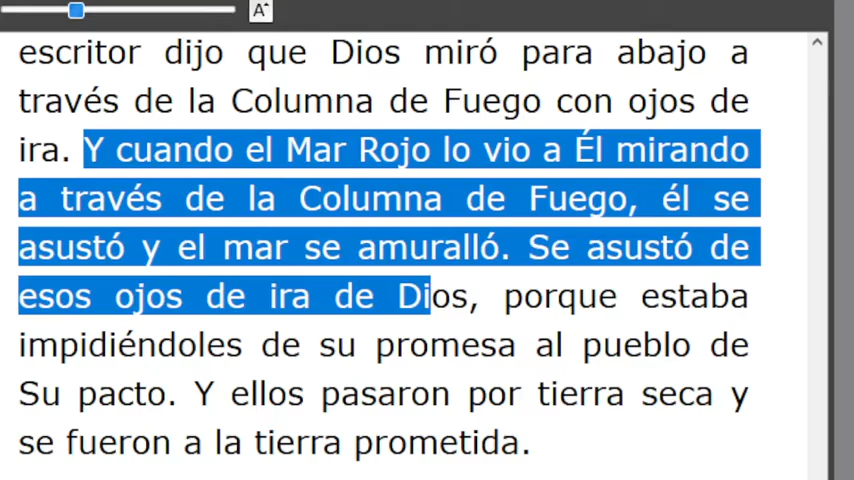 A
escritor dijo que Dios miró para abajo a
través de la Columna de Fuego con ojos de
ira. Y cuando el Mar Rojo lo vio a Él mirando
a través de la Columna de Fuego, él se
asustó y el mar se amuralló. Se asustó de
esos ojos de ira de Dios, porque estaba
impidiéndoles de su promesa al pueblo de
Su pacto. Y ellos pasaron por tierra seca y
se fueron a la tierra prometida.